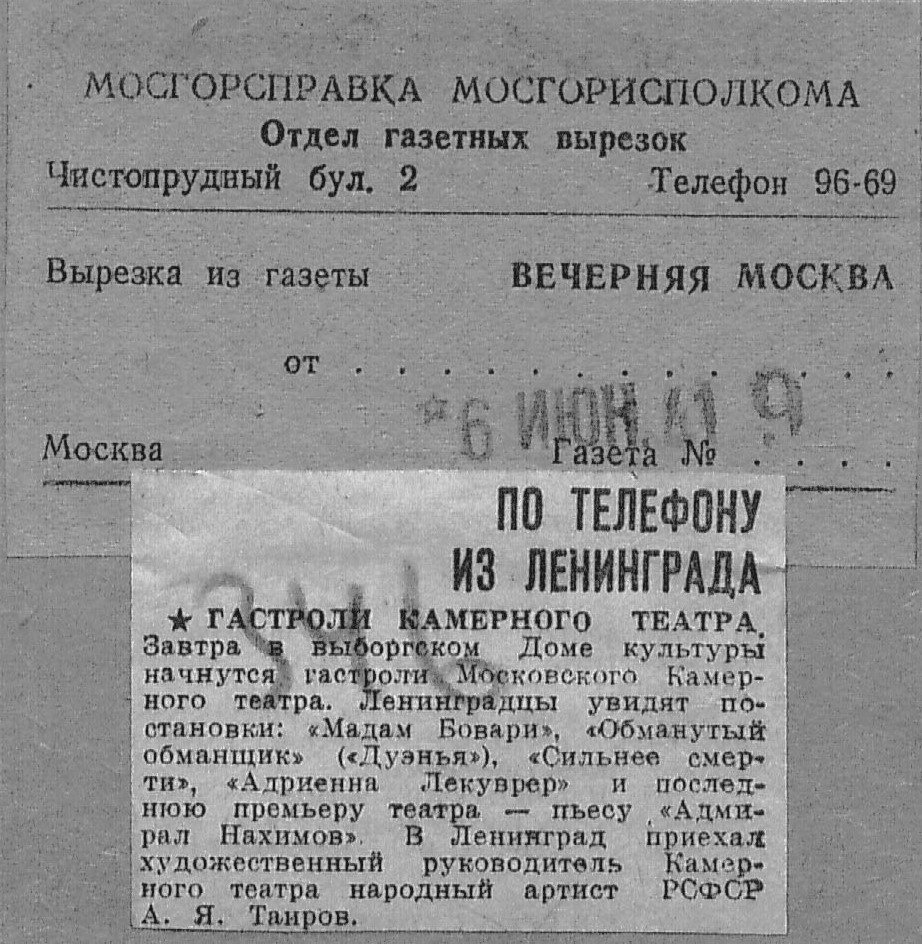 МОСГОРСПРАВКА МОСГОРИСПОЛКОМА
Отдел газетных вырезок
Чистопрудный бул. 2 Телефон 96-69
Вырезка из газеты ВЕЧЕРНЯЯ МОСКВА
от . . . . . . . . . . . . .
*6 ИЮН. 41 9
Москва Газета № . . . .
ПО ТЕЛЕФОНУ
ИЗ ЛЕНИНГРАДА
346
★ ГАСТРОЛИ КАМЕРНОГО ТЕАТРА.
Завтра в выборгском Доме культуры
начнутся гастроли Московского Камер-
ного театра. Ленинградцы увидят по-
становки: «Мадам Бовари», «Обманутый
обманщик» («Дуэнья»), «Сильнее смер-
ти», «Адриенна Лекуврер» и послед-
нюю премьеру театра — пьесу «Адми-
рал Нахимов». В Ленинград приехал
художественный руководитель Камер-
ного театра народный артист РСФСР
А. Я. Таиров.